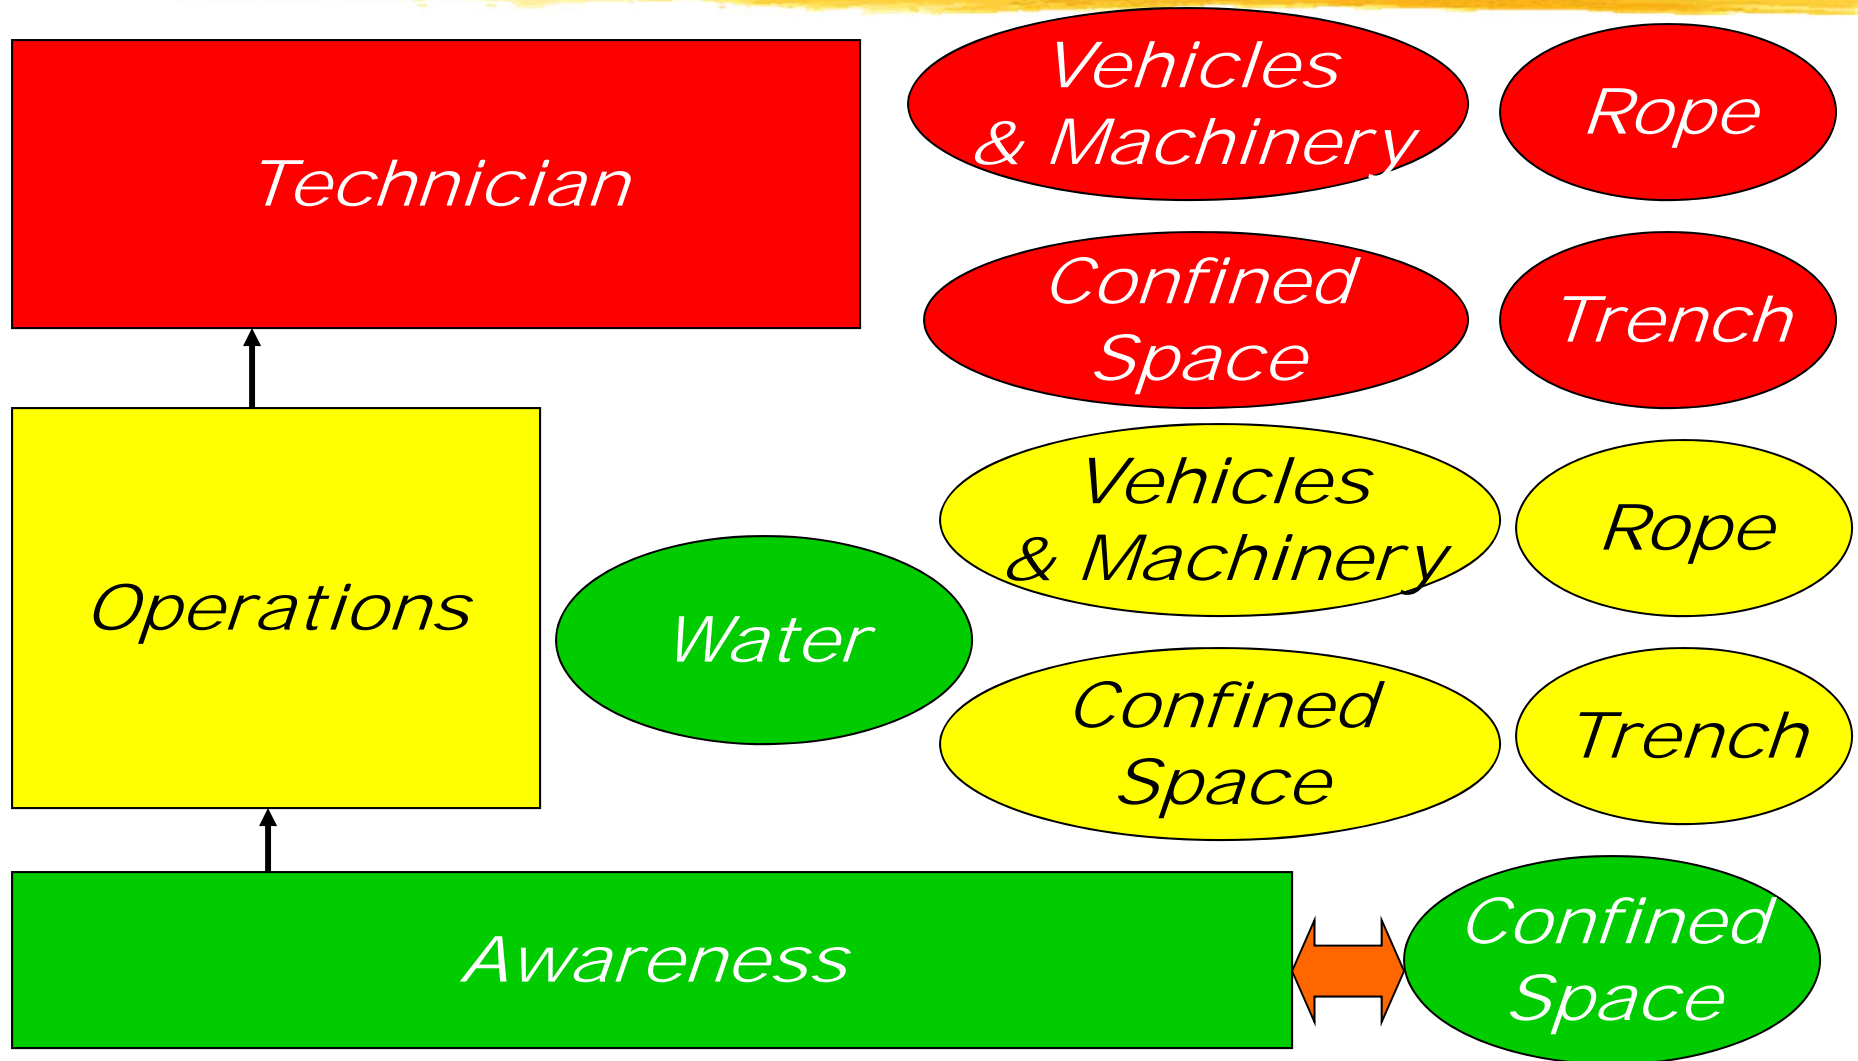 Technician
Vehicles
& Machinery
Rope
Confined
Space
Trench
Operations
Water
Vehicles
& Machinery
Rope
Confined
Space
Trench
Awareness
Confined
Space